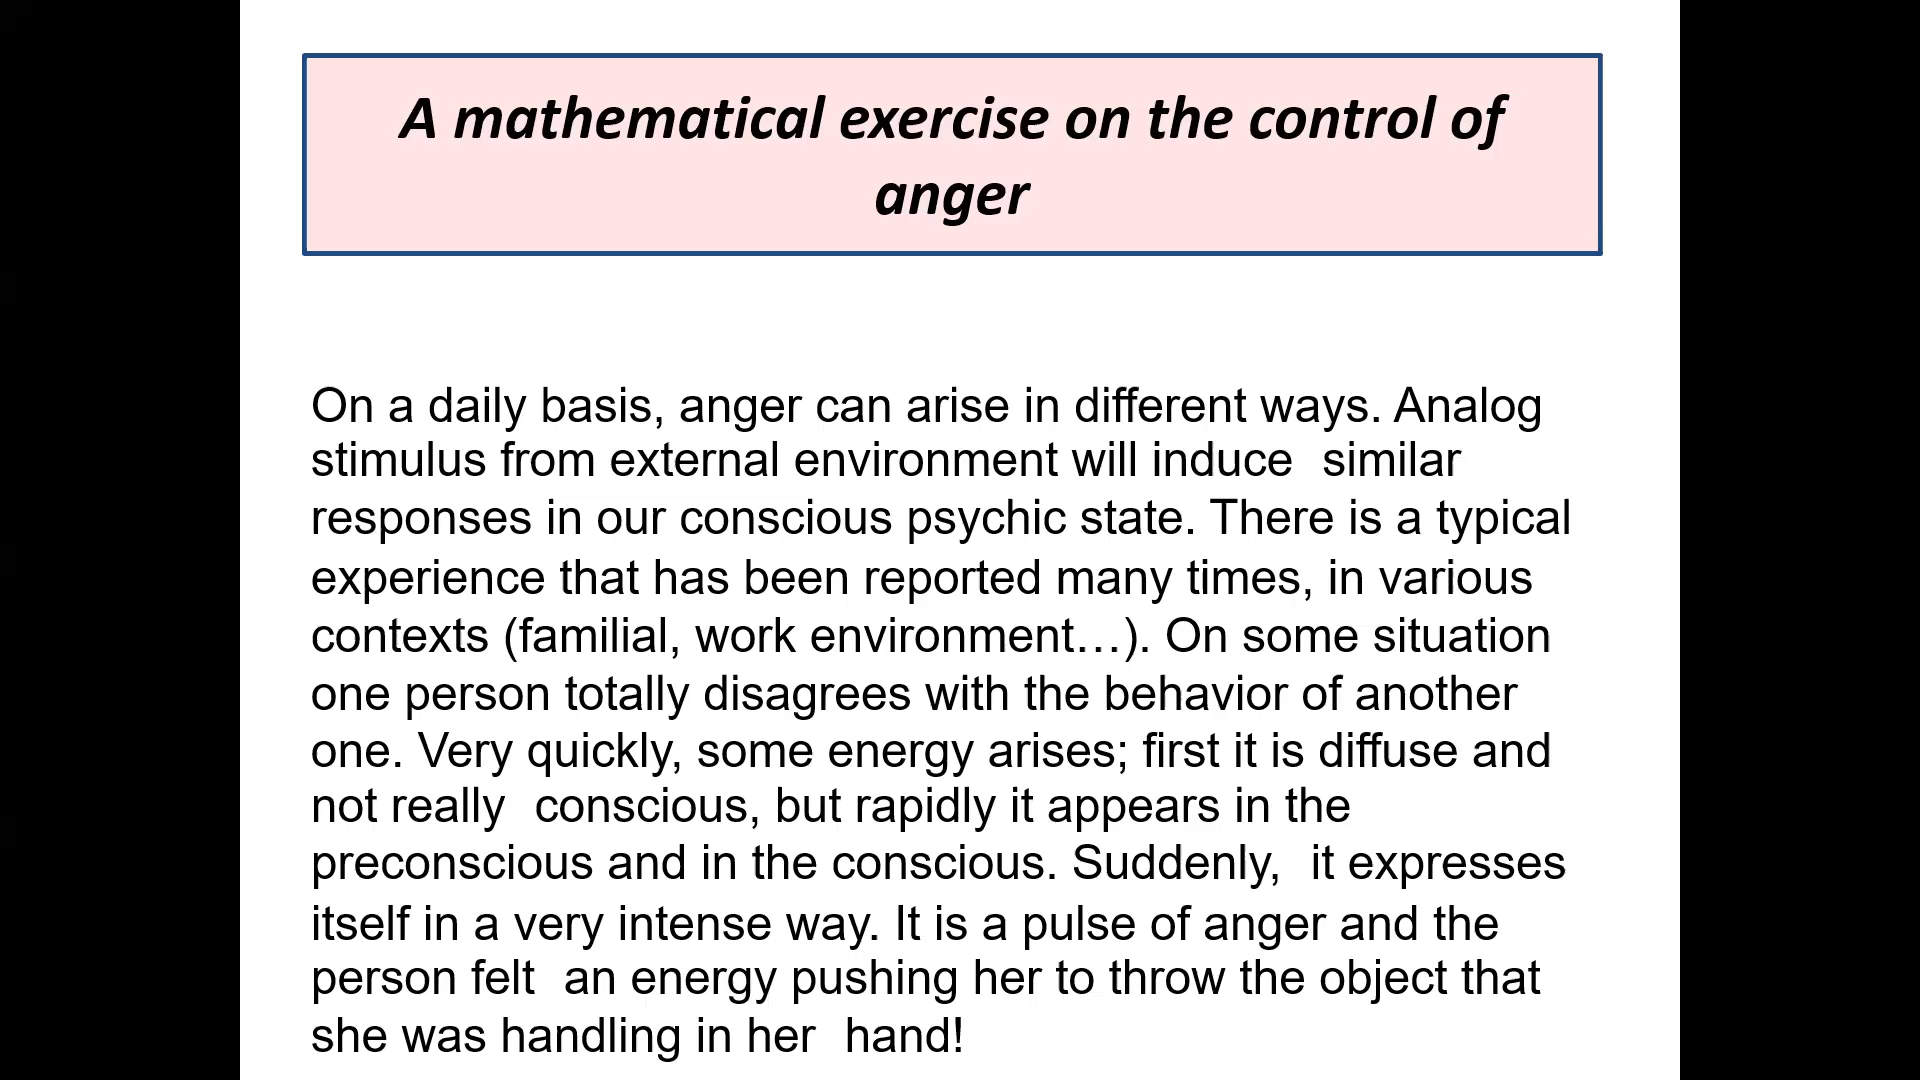 A mathematical exercise on the control of
anger
On a daily basis, anger can arise in different ways. Analog
stimulus from external environment will induce  similar
responses in our conscious psychic state. There is a typical
experience that has been reported many times, in various
contexts (familial, work environment…). On some situation
one person totally disagrees with the behavior of another
one. Very quickly, some energy arises; first it is diffuse and
not really  conscious, but rapidly it appears in the
preconscious and in the conscious. Suddenly,  it expresses
itself in a very intense way. It is a pulse of anger and the
person felt  an energy pushing her to throw the object that
she was handling in her  hand!